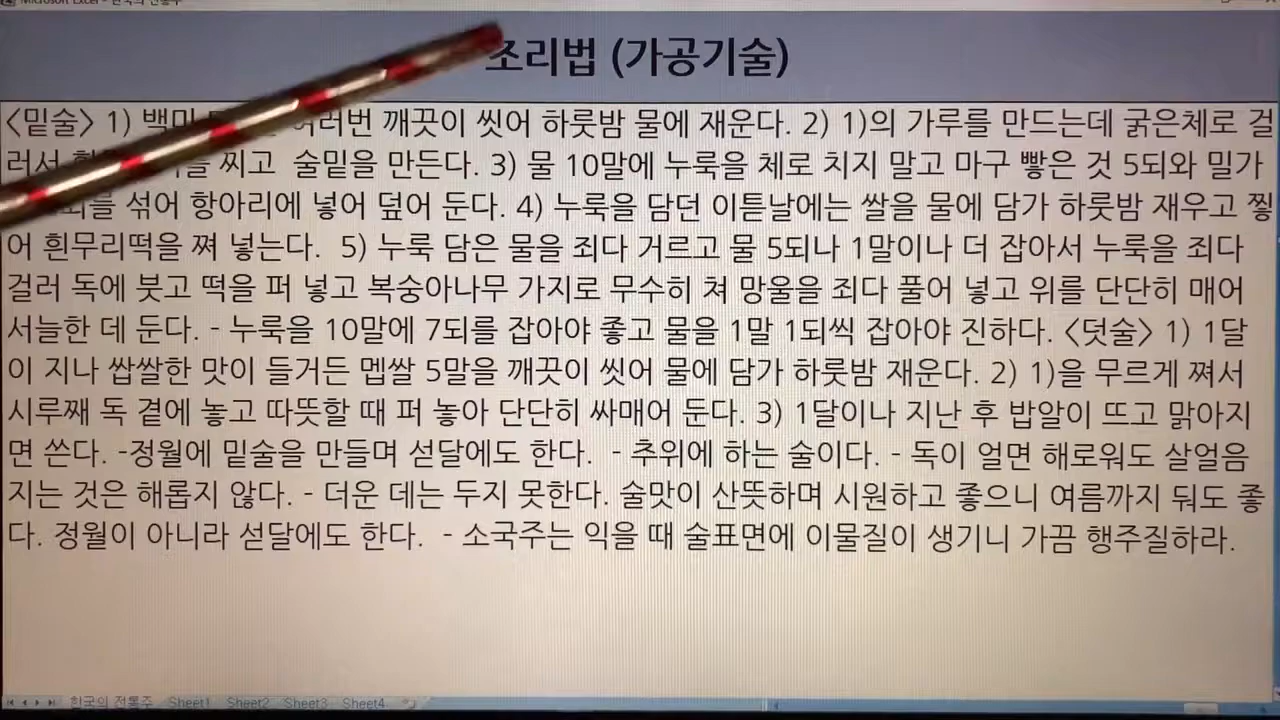 Microsoft Excel - 한국의 전통주
조리법 (가공기술)
<밑술> 1) 백미 여러번 깨끗이 씻어 하룻밤 물에 재운다. 2) 1)의 가루를 만드는데 굵은체로 걸
러서 찌고 술밑을 만든다. 3) 물 10말에 누룩을 체로 치지 말고 마구 빻은 것 5되와 밀가
섞어 항아리에 넣어 덮어 둔다. 4) 누룩을 담던 이튿날에는 쌀을 물에 담가 하룻밤 재우고 찧
어 흰무리떡을 쪄 넣는다. 5) 누룩 담은 물을 죄다 거르고 물 5되나 1말이나 더 잡아서 누룩을 죄다
걸러 독에 붓고 떡을 퍼 넣고 복숭아나무 가지로 무수히 쳐 망울을 죄다 풀어 넣고 위를 단단히 매어
서늘한 데 둔다. - 누룩을 10말에 7되를 잡아야 좋고 물을 1말 1되씩 잡아야 진하다. <덧술> 1) 1달
이 지나 쌉쌀한 맛이 들거든 멥쌀 5말을 깨끗이 씻어 물에 담가 하룻밤 재운다. 2) 1)을 무르게 쪄서
시루째 독 곁에 놓고 따뜻할 때 퍼 놓아 단단히 싸매어 둔다. 3) 1달이나 지난 후 밥알이 뜨고 맑아지
면 쓴다. -정월에 밑술을 만들며 섣달에도 한다. - 추위에 하는 술이다. - 독이 얼면 해로워도 살얼음
지는 것은 해롭지 않다. - 더운 데는 두지 못한다. 술맛이 산뜻하며 시원하고 좋으니 여름까지 둬도 좋
다. 정월이 아니라 섣달에도 한다. - 소국주는 익을 때 술표면에 이물질이 생기니 가끔 행주질하라.
한국의 전통주 Sheet1 Sheet2 Sheet3 Sheet4